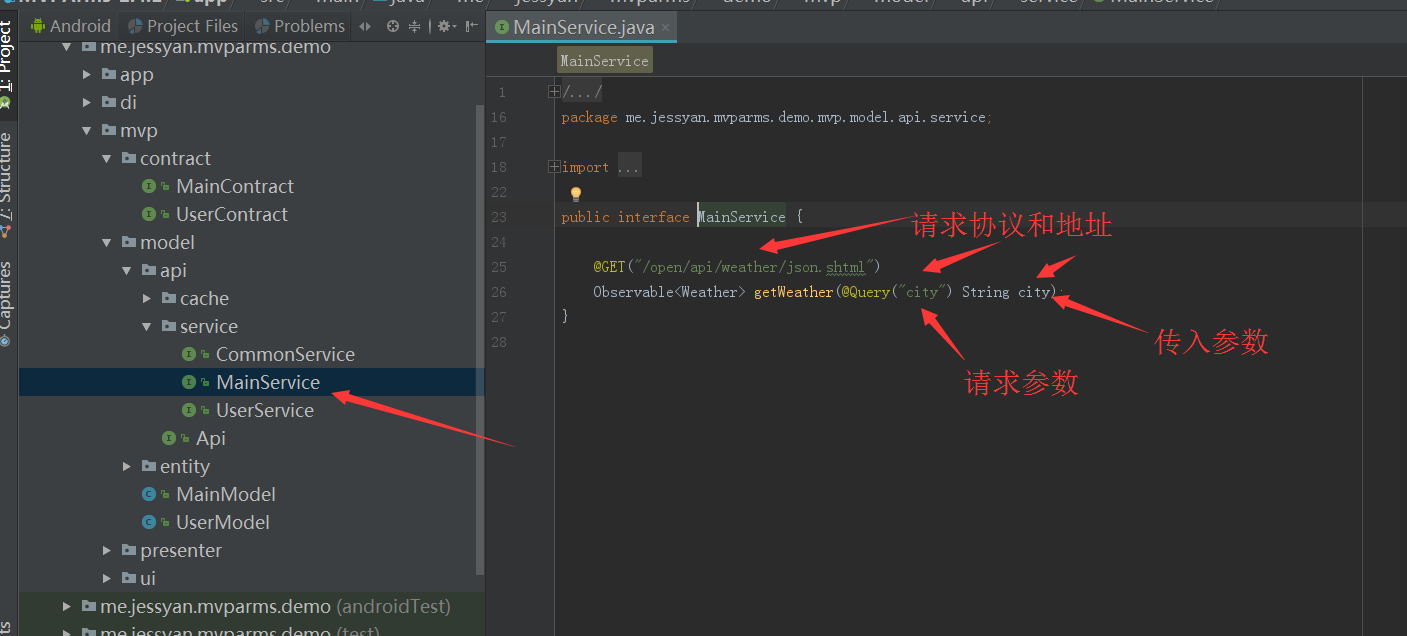 1: Project
7: Structure
Captures
Android
Project Files
Problems
me.jessyan.mvparms.demo
app
di
mvp
contract
MainContract
UserContract
model
api
cache
service
CommonService
MainService
UserService
Api
entity
MainModel
UserModel
presenter
ui
me.jessyan.mvparms.demo (androidTest)
me.jessyan.mvparms.demo (test)
MainService.java
MainService
1 /.../
16 package me.jessyan.mvparms.demo.mvp.model.api.service;
17
18 import ...
22
23 public interface MainService {
请求协议和地址
24
25 @GET("/open/api/weather/json.shtml")
26 Observable<Weather> getWeather(@Query("city") String city);
27 }
28
传入参数
请求参数